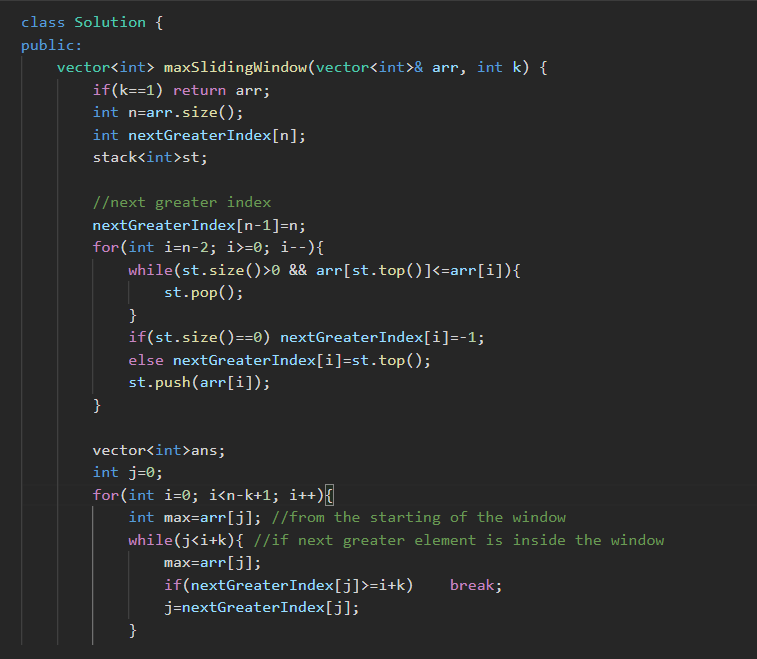 class Solution {
public:
    vector<int> maxSlidingWindow(vector<int>& arr, int k) {
        if(k==1) return arr;
        int n=arr.size();
        int nextGreaterIndex[n];
        stack<int>st;

        //next greater index
        nextGreaterIndex[n-1]=n;
        for(int i=n-2; i>=0; i--){
            while(st.size()>0 && arr[st.top()]<=arr[i]){
                st.pop();
            }
            if(st.size()==0) nextGreaterIndex[i]=-1;
            else nextGreaterIndex[i]=st.top();
            st.push(arr[i]);
        }

        vector<int>ans;
        int j=0;
        for(int i=0; i<n-k+1; i++){
            int max=arr[j]; //from the starting of the window
            while(j<i+k){ //if next greater element is inside the window
                max=arr[j];
                if(nextGreaterIndex[j]>=i+k)    break;
                j=nextGreaterIndex[j];
            }